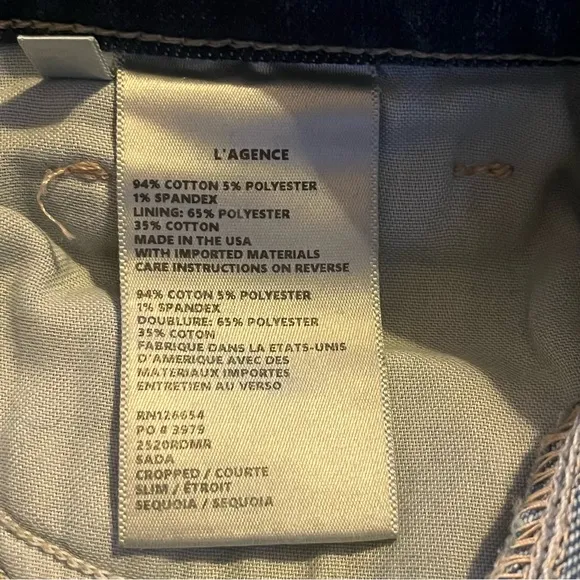 L'AGENCE
94% COTTON 5% POLYESTER
1% SPANDEX
LINING: 65% POLYESTER
35% COTTON
MADE IN THE USA
WITH IMPORTED MATERIALS
CARE INSTRUCTIONS ON REVERSE
94% COTON 5% POLYESTER
1% SPANDEX
DOUBLURE: 65% POLYESTER
35% COTON
FABRIQUE DANS LA ETATS-UNIS
D'AMERIQUE AVEC DES
MATERIAUX IMPORTES
ENTRETIEN AU VERSO
RN126654
PO # 3979
2520RDMR
SADA
CROPPED / COURTE
SLIM / ÉTROIT
SEQUOIA / SEQUOIA